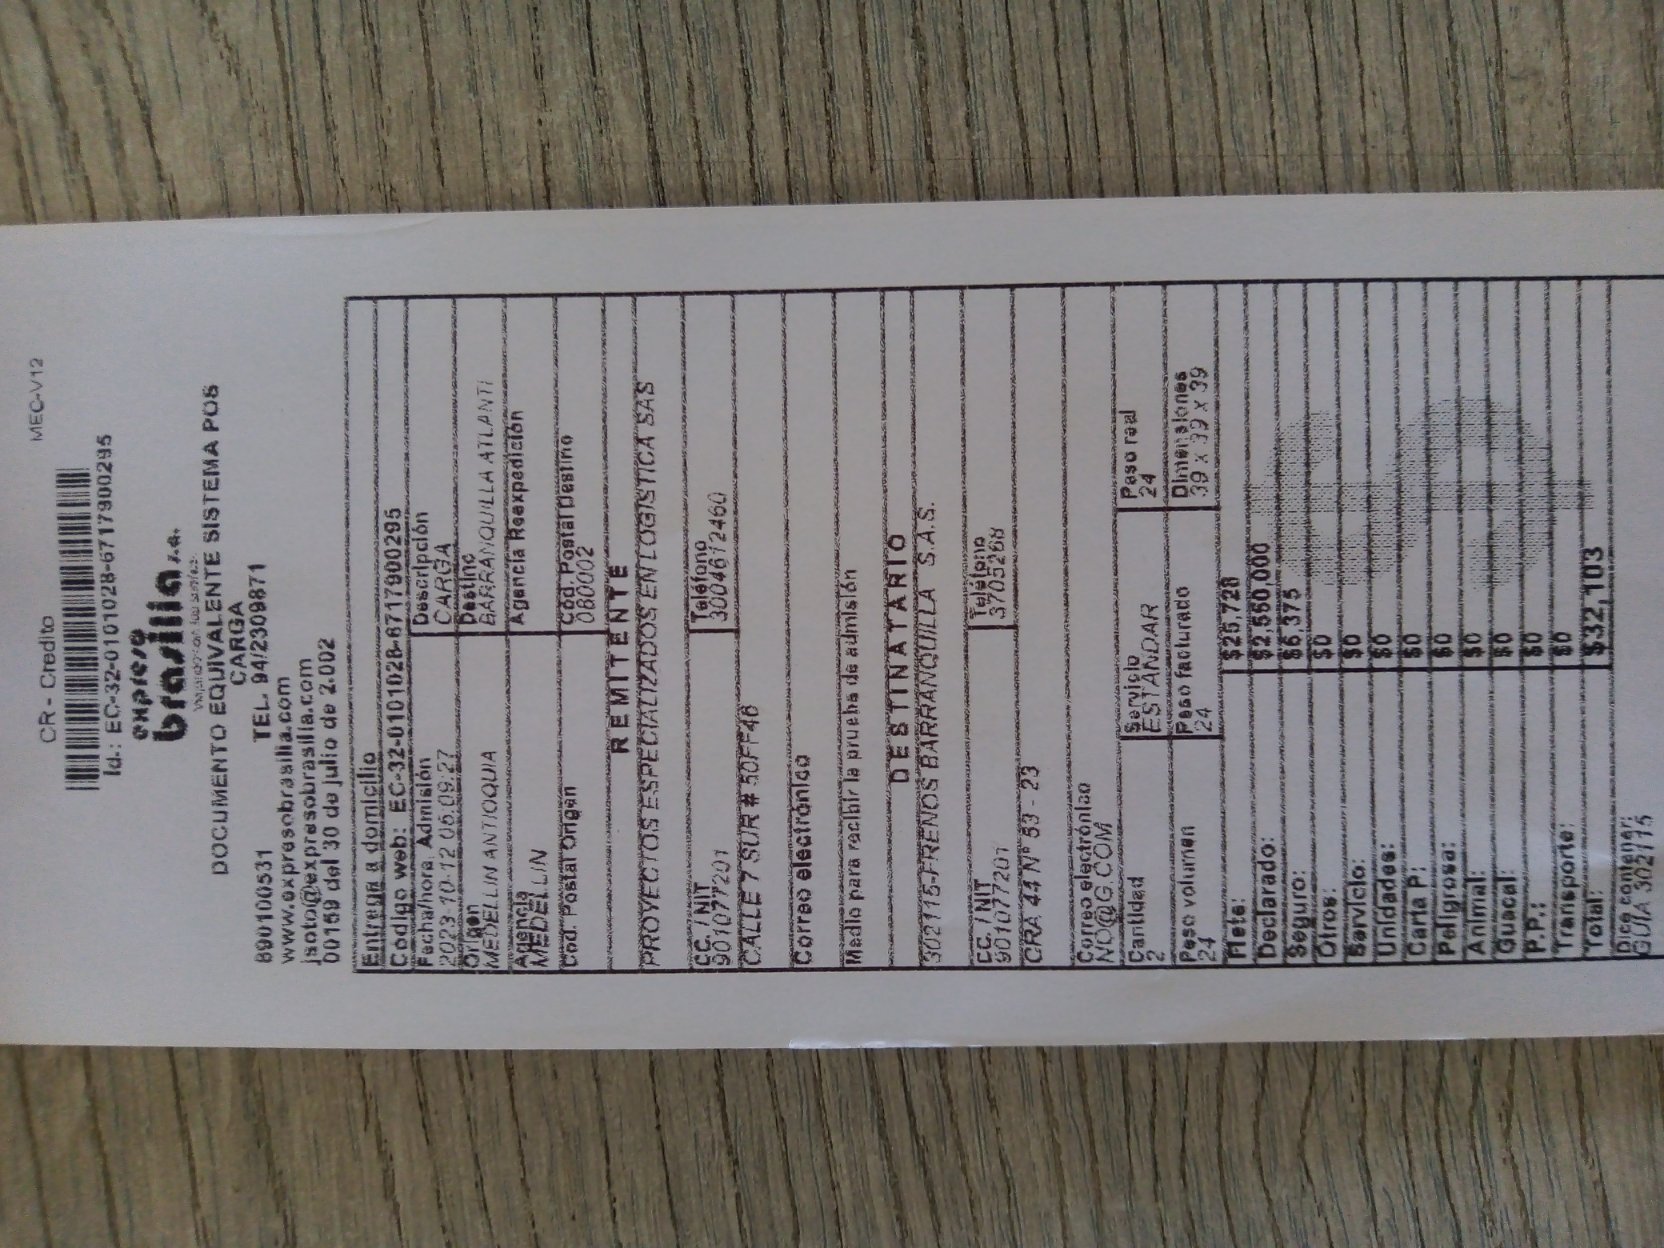 MEC-V12
CR - Credito
Id.: EC-32-0101028-6717900295
expreso
brasilia s.a.
DOCUMENTO EQUIVALENTE SISTEMA POS
CARGA
890100531 TEL. 94/2309871
www.expresobrasilia.com
jsoto@expresobrasilia.com
00159 del 30 de julio de 2.002
Entrega a domicilio
Código web: EC-32-0101028-6717900295
Fecha/hora Admisión Descripción
2023-10-12 06:09:27 CARGA
Origen Destino
MEDELLIN ANTIOQUIA BARRANQUILLA ATLANTI
Agencia Agencia Reexpedición
MEDELLIN
Cod. Postal Origen Cód. Postal Destino
080002
REMITENTE
PROYECTOS ESPECIALIZADOS EN LOGISTICA SAS
CC. / NIT Teléfono
901077201 3004612460
CALLE 7 SUR # 50FF46
Correo electrónico
Medio para recibir la prueba de admisión
DESTINATARIO
302115-FRENOS BARRANQUILLA S.A.S.
CC. / NIT Teléfono
901077201 3705268
CRA 44 N° 53 - 23
Correo electrónico
NO@G.COM
Cantidad Servicio Peso real
2 ESTÁNDAR 24
Peso volumen Peso facturado Dimensiones
24 24 39 x 39 x 39
Flete: $25,728
Declarado: $2,550,000
Seguro: $6,375
Otros: $0
Servicio: $0
Unidades: $0
Carta P: $0
Peligrosa: $0
Animal: $0
Guacal: $0
P.P.: $0
Transporte: $0
Total: $32,103
Dice contener:
GUIA 302115